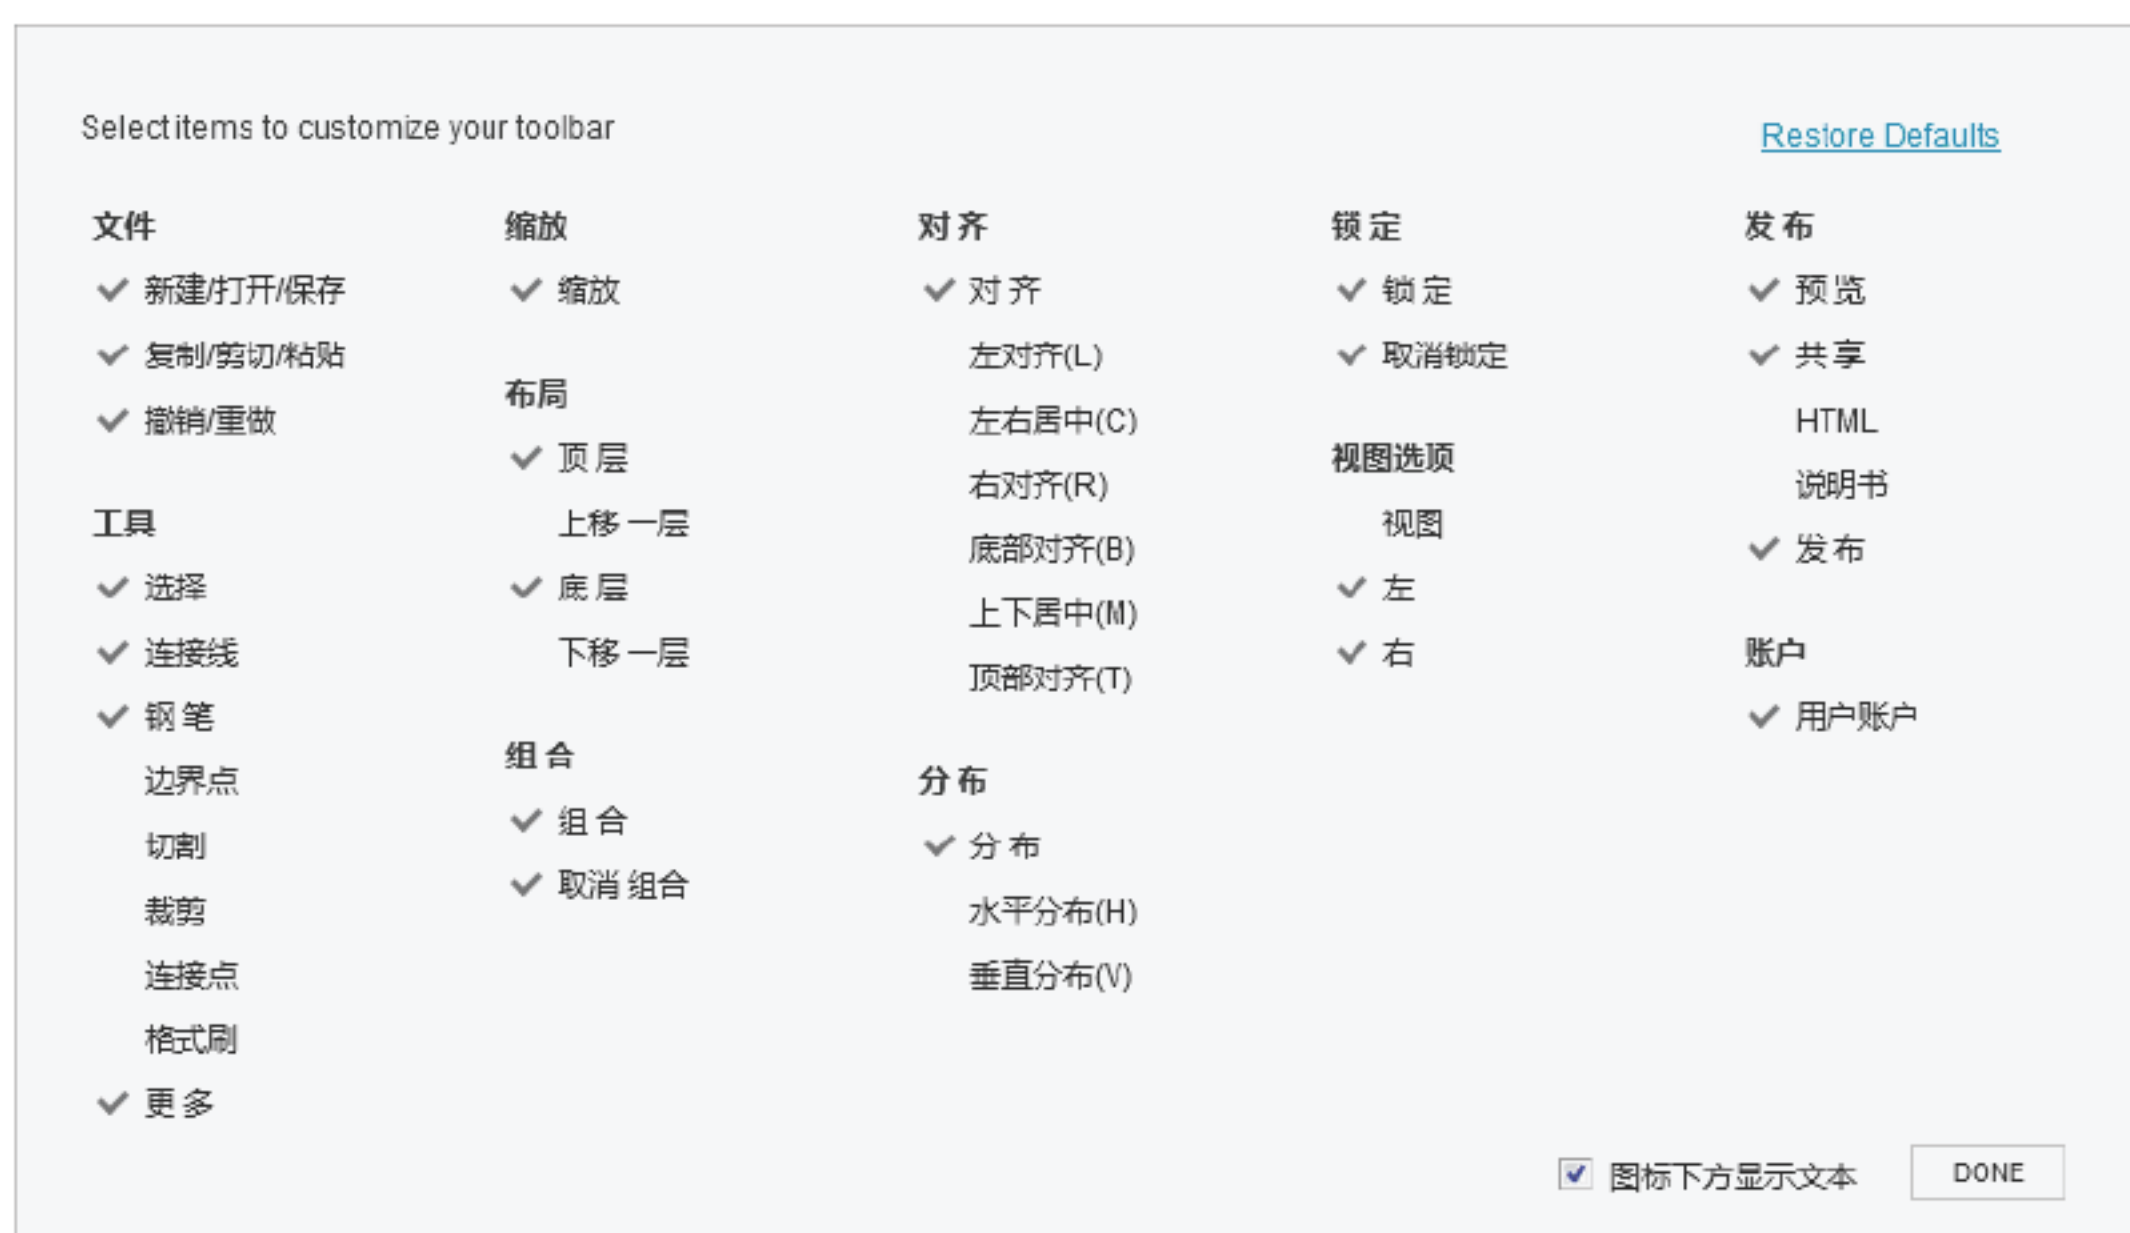 Select items to customize your toolbar
Restore Defaults
文件
新建/打开/保存
复制/剪切/粘贴
撤销/重做
工具
选择
连接线
钢笔
边界点
切割
裁剪
连接点
格式刷
更多
缩放
缩放
布局
顶层
上移一层
底层
下移一层
组合
组合
取消组合
对齐
对齐
左对齐(L)
左右居中(C)
右对齐(R)
底部对齐(B)
上下居中(M)
顶部对齐(T)
分布
分布
水平分布(H)
垂直分布(V)
锁定
锁定
取消锁定
视图选项
视图
左
右
发布
预览
共享
HTML
说明书
发布
账户
用户账户
图标下方显示文本
DONE